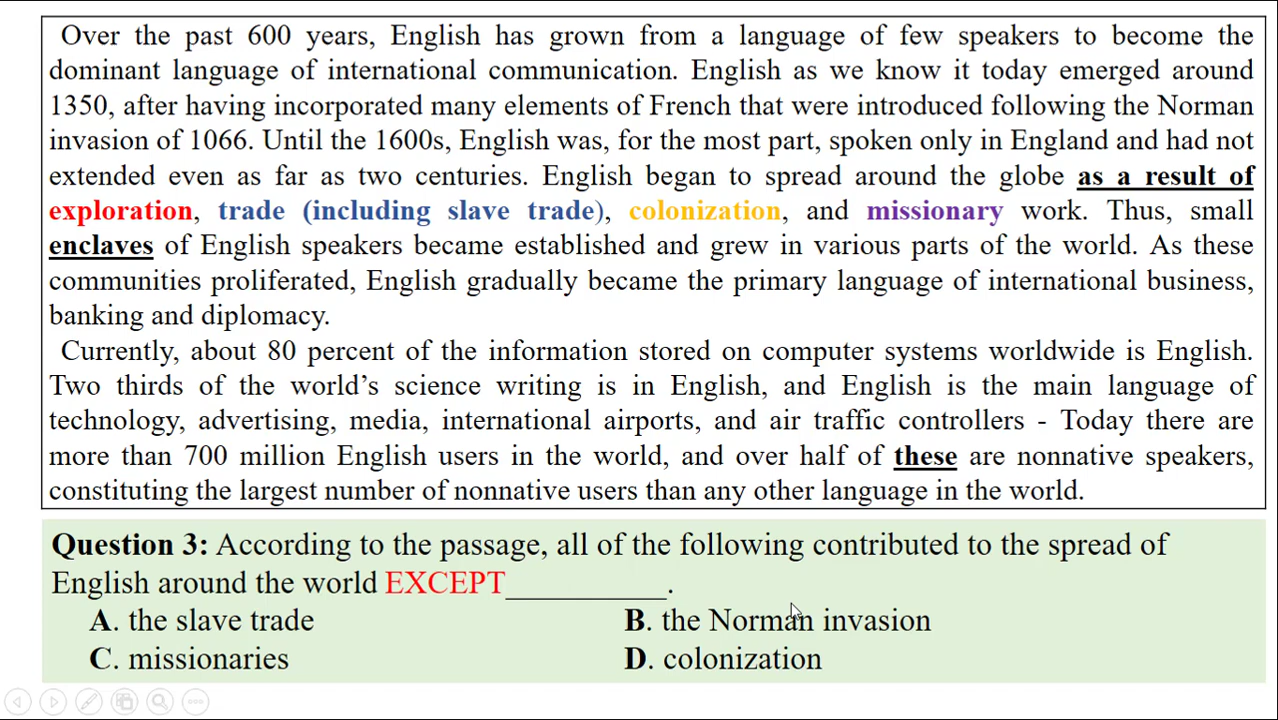 Over the past 600 years, English has grown from a language of few speakers to become the
dominant language of international communication. English as we know it today emerged around
1350, after having incorporated many elements of French that were introduced following the Norman
invasion of 1066. Until the 1600s, English was, for the most part, spoken only in England and had not
extended even as far as two centuries. English began to spread around the globe as a result of
exploration, trade (including slave trade), colonization, and missionary work. Thus, small
enclaves of English speakers became established and grew in various parts of the world. As these
communities proliferated, English gradually became the primary language of international business,
banking and diplomacy.
Currently, about 80 percent of the information stored on computer systems worldwide is English.
Two thirds of the world’s science writing is in English, and English is the main language of
technology, advertising, media, international airports, and air traffic controllers - Today there are
more than 700 million English users in the world, and over half of these are nonnative speakers,
constituting the largest number of nonnative users than any other language in the world.
Question 3: According to the passage, all of the following contributed to the spread of
English around the world EXCEPT__________.
A. the slave trade B. the Norman invasion
C. missionaries D. colonization